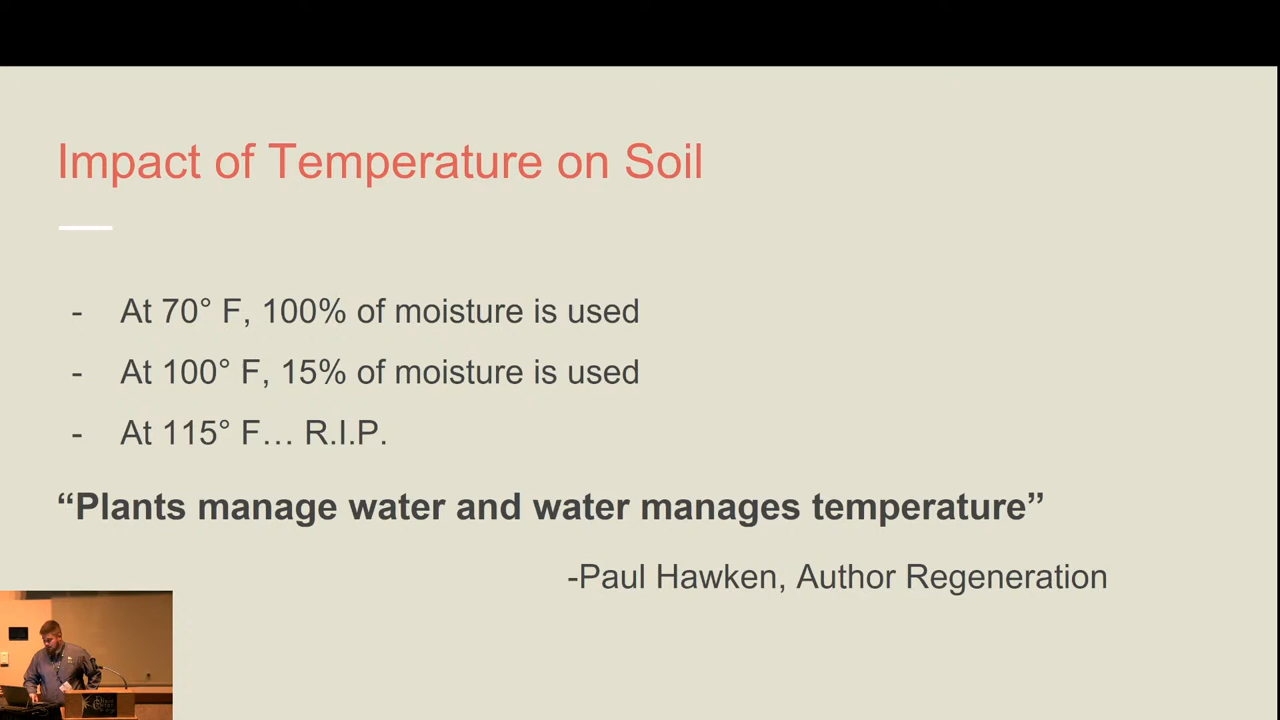 Impact of Temperature on Soil
- At 70° F, 100% of moisture is used
- At 100° F, 15% of moisture is used
- At 115° F… R.I.P.
“Plants manage water and water manages temperature”
-Paul Hawken, Author Regeneration